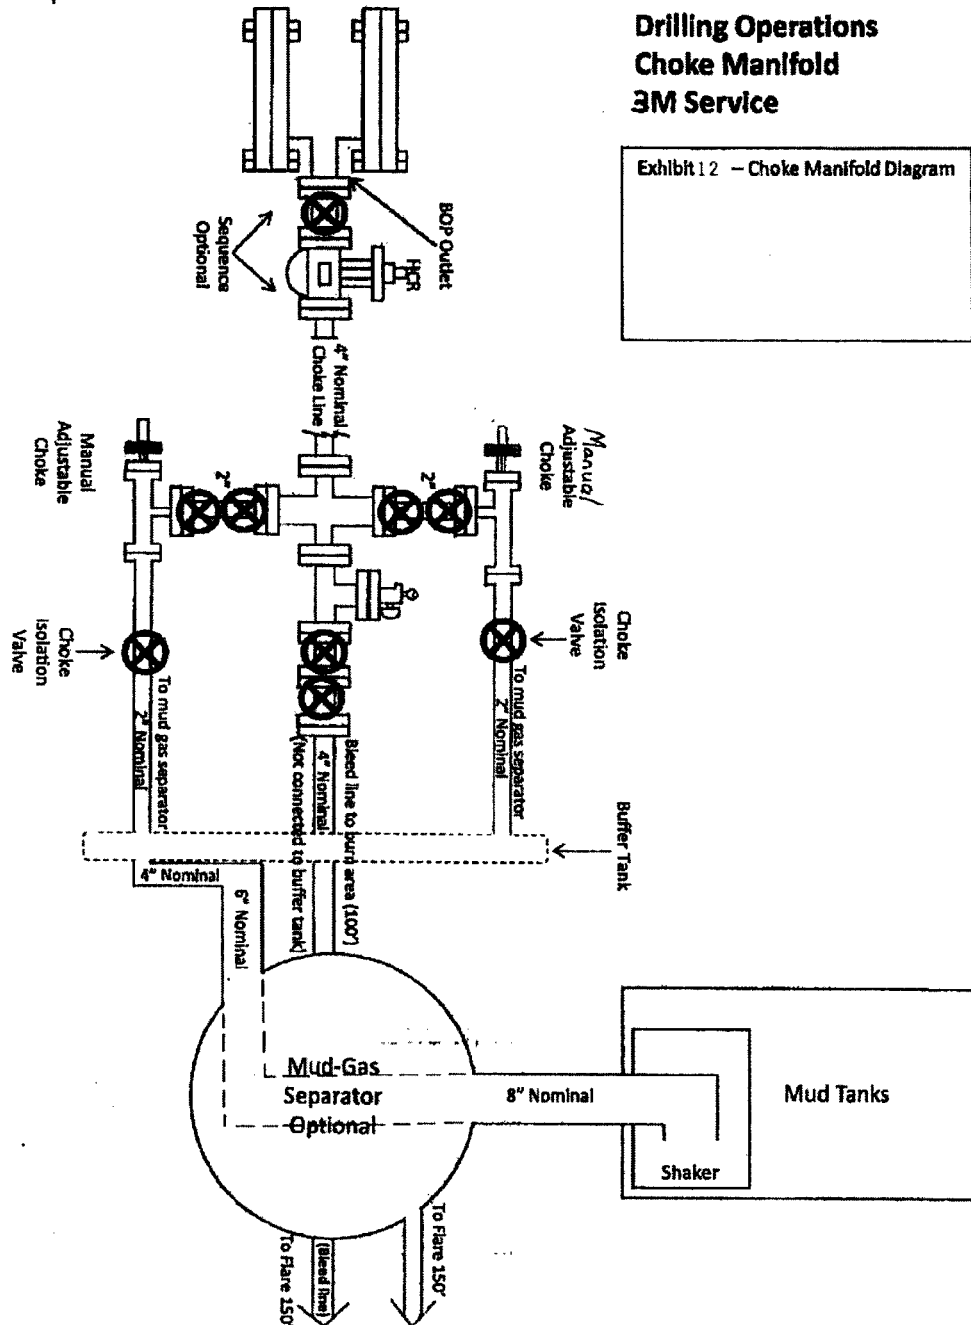 Drilling Operations
Choke Manifold
3M Service
Exhibit 12 – Choke Manifold Diagram
BOP Outlet
HCR
Sequence
Optional
4" Nominal
Choke Line
Manual
Adjustable
Choke
2"
2"
Manual
Adjustable
Choke
Choke
Isolation
Valve
Choke
Isolation
Valve
To mud gas separator
2" Nominal
To mud gas separator
2" Nominal
Bleed line to burn area (100')
4" Nominal
(Not connected to buffer tank)
Buffer Tank
4" Nominal
6" Nominal
Mud-Gas
Separator
Optional
8" Nominal
Mud Tanks
Shaker
To Flare 150'
(Bleed line)
To Flare 150'